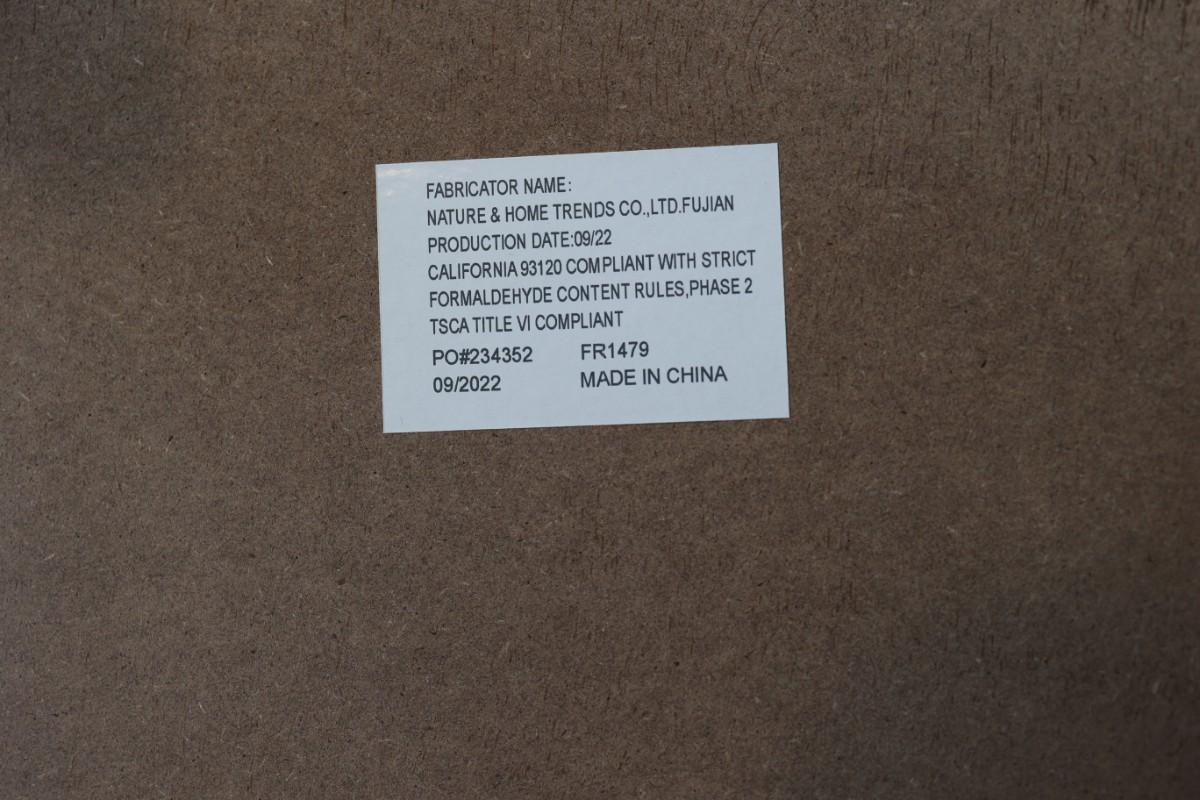 FABRICATOR NAME:
NATURE & HOME TRENDS CO.,LTD.FUJIAN
PRODUCTION DATE:09/22
CALIFORNIA 93120 COMPLIANT WITH STRICT
FORMALDEHYDE CONTENT RULES,PHASE 2
TSCA TITLE VI COMPLIANT
PO#234352 FR1479
09/2022 MADE IN CHINA